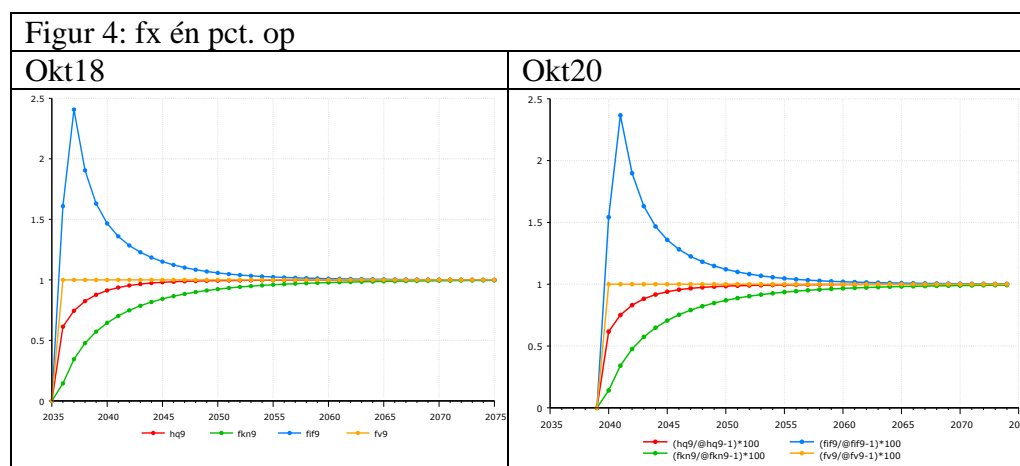 Figur 4: fx én pct. op
Okt18
Okt20
2.5
2
1.5
1
0.5
0
2035 2040 2045 2050 2055 2060 2065 2070 2075
hq9 fkn9 fif9 fv9
2.5
2
1.5
1
0.5
0
2035 2040 2045 2050 2055 2060 2065 2070
(hq9/@hq9-1)*100 (fif9/@fif9-1)*100
(fkn9/@fkn9-1)*100 (fv9/@fv9-1)*100